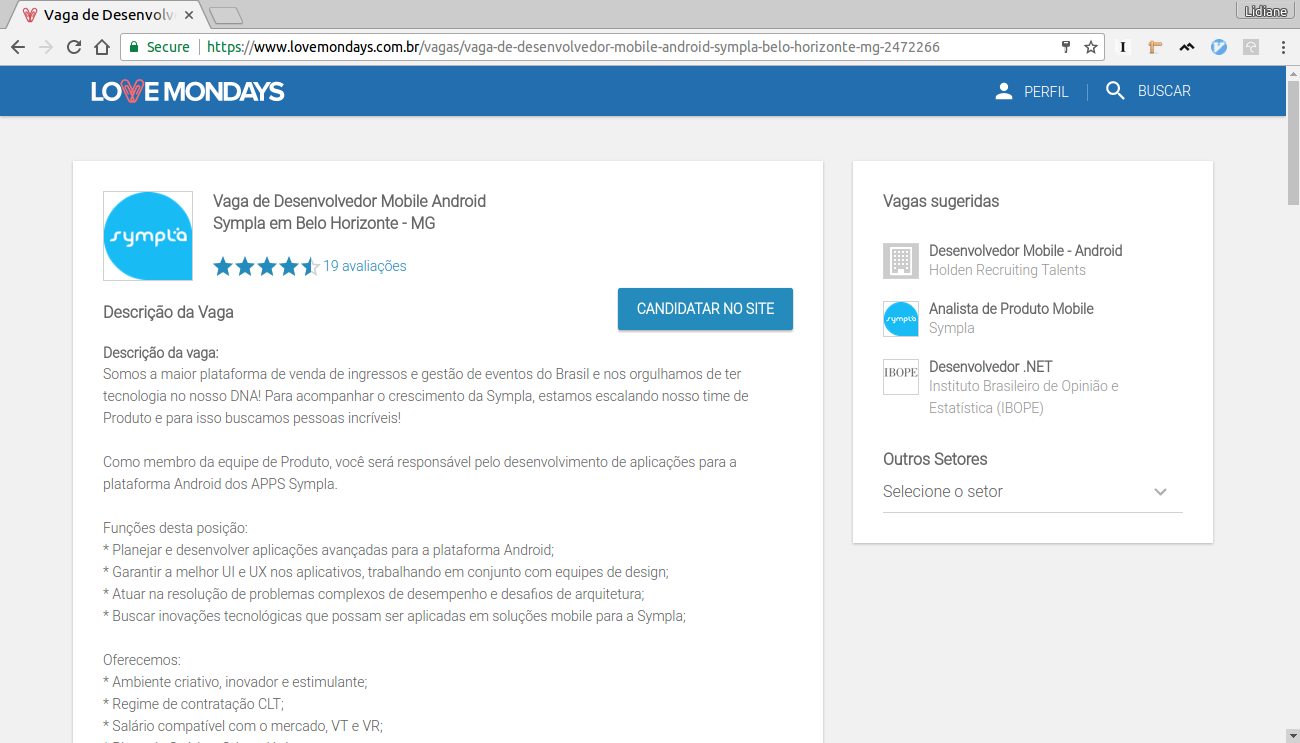 Vaga de Desenvolv
Lidiane
Secure
https://www.lovemondays.com.br/vagas/vaga-de-desenvolvedor-mobile-android-sympla-belo-horizonte-mg-2472266
LOVE MONDAYS
PERFIL
BUSCAR
sympla
Vaga de Desenvolvedor Mobile Android
Sympla em Belo Horizonte - MG
19 avaliações
Descrição da Vaga
CANDIDATAR NO SITE
Descrição da vaga:
Somos a maior plataforma de venda de ingressos e gestão de eventos do Brasil e nos orgulhamos de ter
tecnologia no nosso DNA! Para acompanhar o crescimento da Sympla, estamos escalando nosso time de
Produto e para isso buscamos pessoas incríveis!
Como membro da equipe de Produto, você será responsável pelo desenvolvimento de aplicações para a
plataforma Android dos APPS Sympla.
Funções desta posição:
* Planejar e desenvolver aplicações avançadas para a plataforma Android;
* Garantir a melhor UI e UX nos aplicativos, trabalhando em conjunto com equipes de design;
* Atuar na resolução de problemas complexos de desempenho e desafios de arquitetura;
* Buscar inovações tecnológicas que possam ser aplicadas em soluções mobile para a Sympla;
Oferecemos:
* Ambiente criativo, inovador e estimulante;
* Regime de contratação CLT;
* Salário compatível com o mercado, VT e VR;
Vagas sugeridas
Desenvolvedor Mobile - Android
Holden Recruiting Talents
sympla
Analista de Produto Mobile
Sympla
IBOPE
Desenvolvedor .NET
Instituto Brasileiro de Opinião e
Estatística (IBOPE)
Outros Setores
Selecione o setor